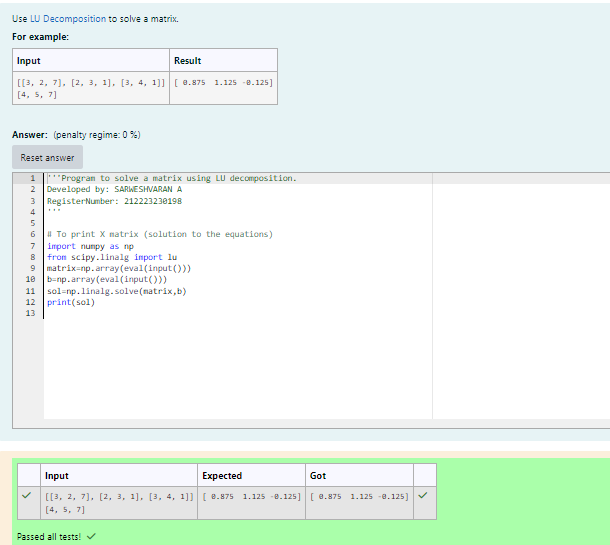 Use LU Decomposition to solve a matrix.
For example:
Input Result
[[3, 2, 7], [2, 3, 1], [3, 4, 1]] [ 0.875 1.125 -0.125]
[4, 5, 7]
Answer: (penalty regime: 0 %)
Reset answer
1 '''Program to solve a matrix using LU decomposition.
2 Developed by: SARWESHVARAN A
3 RegisterNumber: 212223230198
4 '''
5
6 # To print X matrix (solution to the equations)
7 import numpy as np
8 from scipy.linalg import lu
9 matrix=np.array(eval(input()))
10 b=np.array(eval(input()))
11 sol=np.linalg.solve(matrix,b)
12 print(sol)
13
Input Expected Got
[[3, 2, 7], [2, 3, 1], [3, 4, 1]] [ 0.875 1.125 -0.125] [ 0.875 1.125 -0.125]
[4, 5, 7]
Passed all tests!